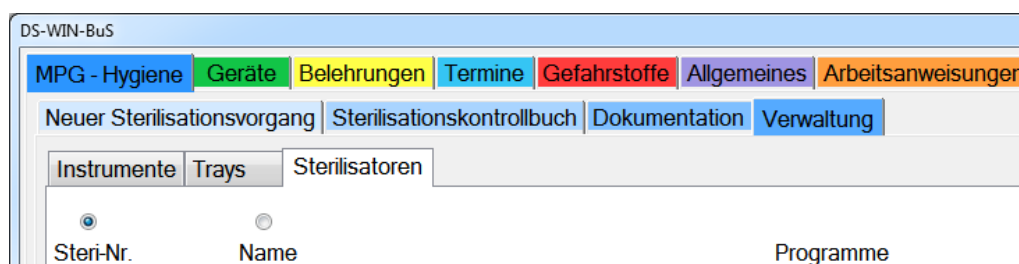 DS-WIN-BuS
MPG - Hygiene Geräte Belehrungen Termine Gefahrstoffe Allgemeines Arbeitsanweisunger
Neuer Sterilisationsvorgang Sterilisationskontrollbuch Dokumentation Verwaltung
Instrumente Trays Sterilisatoren
Steri-Nr. Name Programme